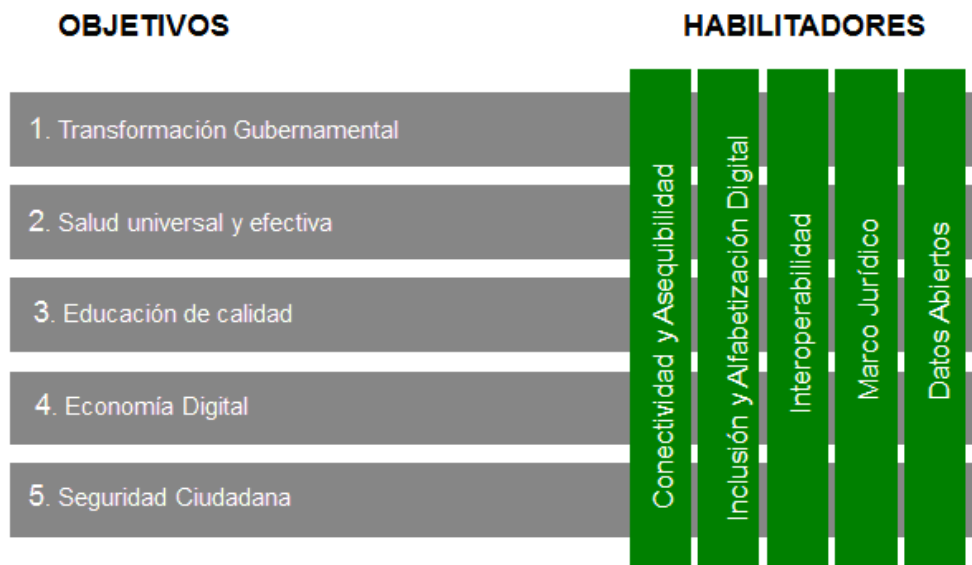 OBJETIVOS
HABILITADORES
1. Transformación Gubernamental
2. Salud universal y efectiva
3. Educación de calidad
4. Economía Digital
5. Seguridad Ciudadana
Conectividad y Asequibilidad
Inclusión y Alfabetización Digital
Interoperabilidad
Marco Jurídico
Datos Abiertos